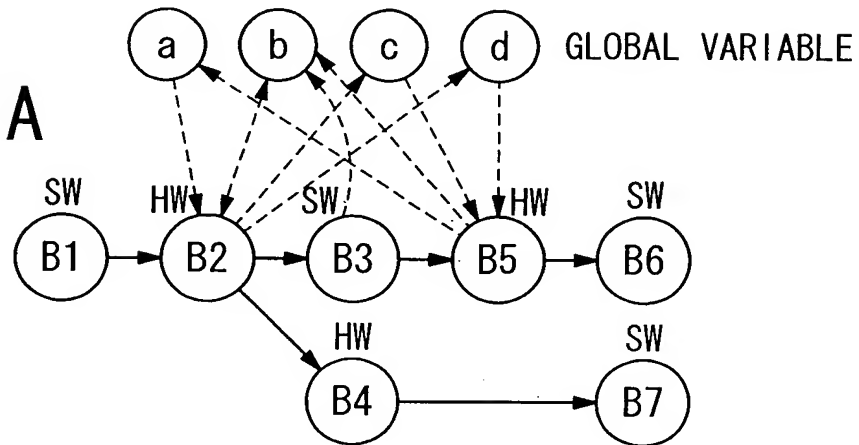 a b c d GLOBAL VARIABLE
A
SW HW SW HW SW
B1 B2 B3 B5 B6
HW SW
B4 B7